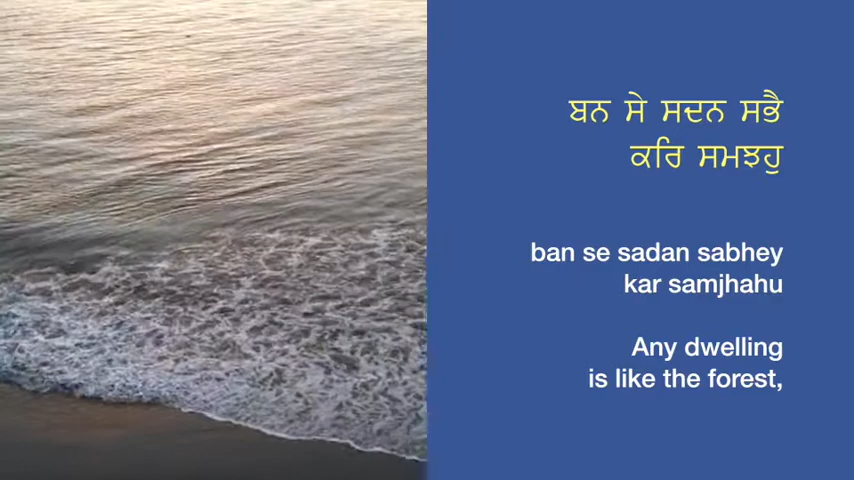 ਬਨ ਸੇ ਸਦਨ ਸਭੈ
ਕਰਿ ਸਮਝਹੁ
ban se sadan sabhey
kar samjhahu
Any dwelling
is like the forest,